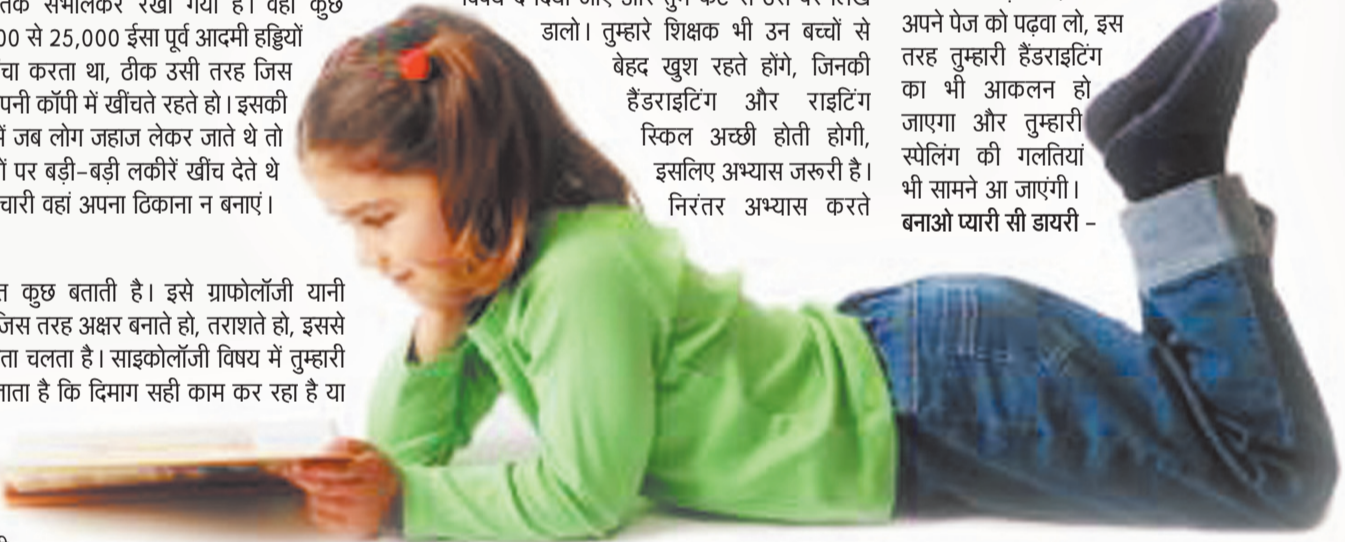 तक संभालकर रखा गया है। वहां कुछ
00 से 25,000 ईसा पूर्व आदमी हड्डियों
चा करता था, ठीक उसी तरह जिस
पनी कॉपी में खींचते रहते हो। इसकी
में जब लोग जहाज लेकर जाते थे तो
ं पर बड़ी-बड़ी लकीरें खींच देते थे
चारी वहां अपना ठिकाना न बनाएं।
त कुछ बताती है। इसे ग्राफोलॉजी यानी
जिस तरह अक्षर बनाते हो, तराशते हो, इससे
ता चलता है। साइकोलॉजी विषय में तुम्हारी
जाता है कि दिमाग सही काम कर रहा है या
डालो। तुम्हारे शिक्षक भी उन बच्चों से
बेहद खुश रहते होंगे, जिनकी
हैंडराइटिंग और राइटिंग
स्किल अच्छी होती होगी,
इसलिए अभ्यास जरूरी है।
निरंतर अभ्यास करते
अपने पेज को पढ़वा लो, इस
तरह तुम्हारी हैंडराइटिंग
का भी आकलन हो
जाएगा और तुम्हारी
स्पेलिंग की गलतियां
भी सामने आ जाएंगी।
बनाओ प्यारी सी डायरी -